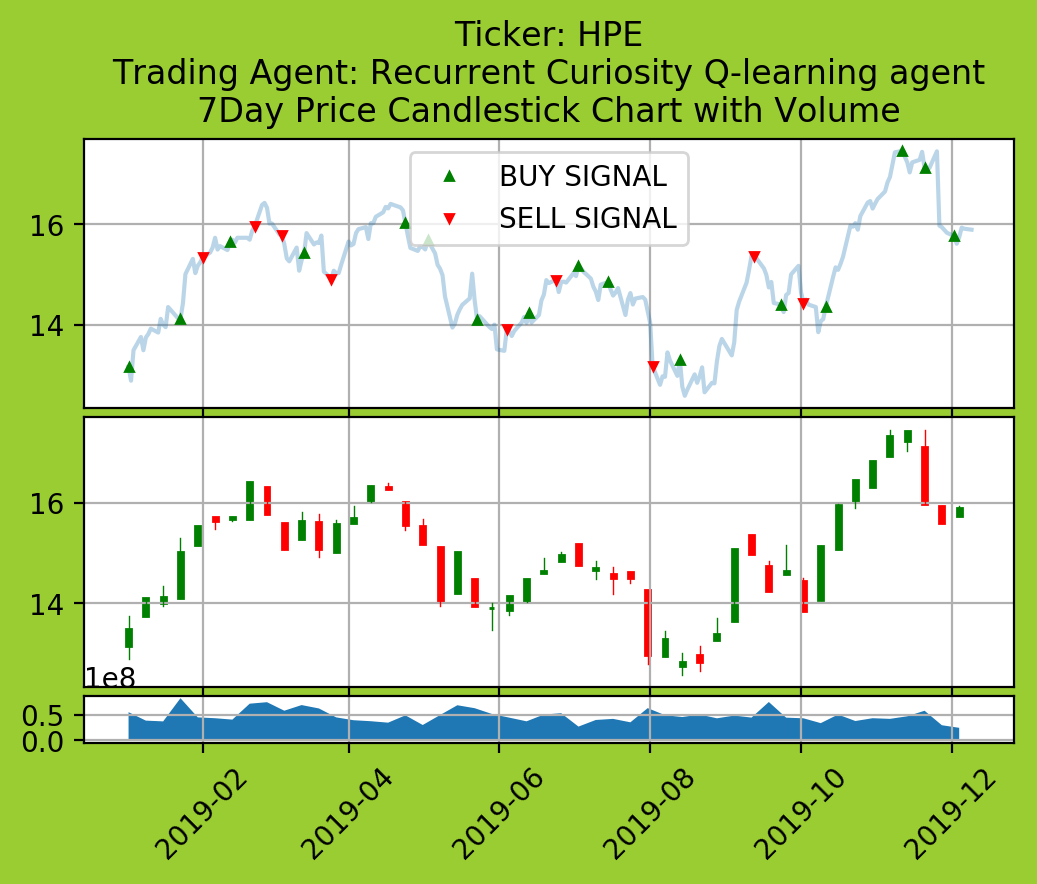 Ticker: HPE
Trading Agent: Recurrent Curiosity Q-learning agent
7Day Price Candlestick Chart with Volume
BUY SIGNAL
SELL SIGNAL
16
14
16
14
1e8
0.5
0.0
2019-02
2019-04
2019-06
2019-08
2019-10
2019-12